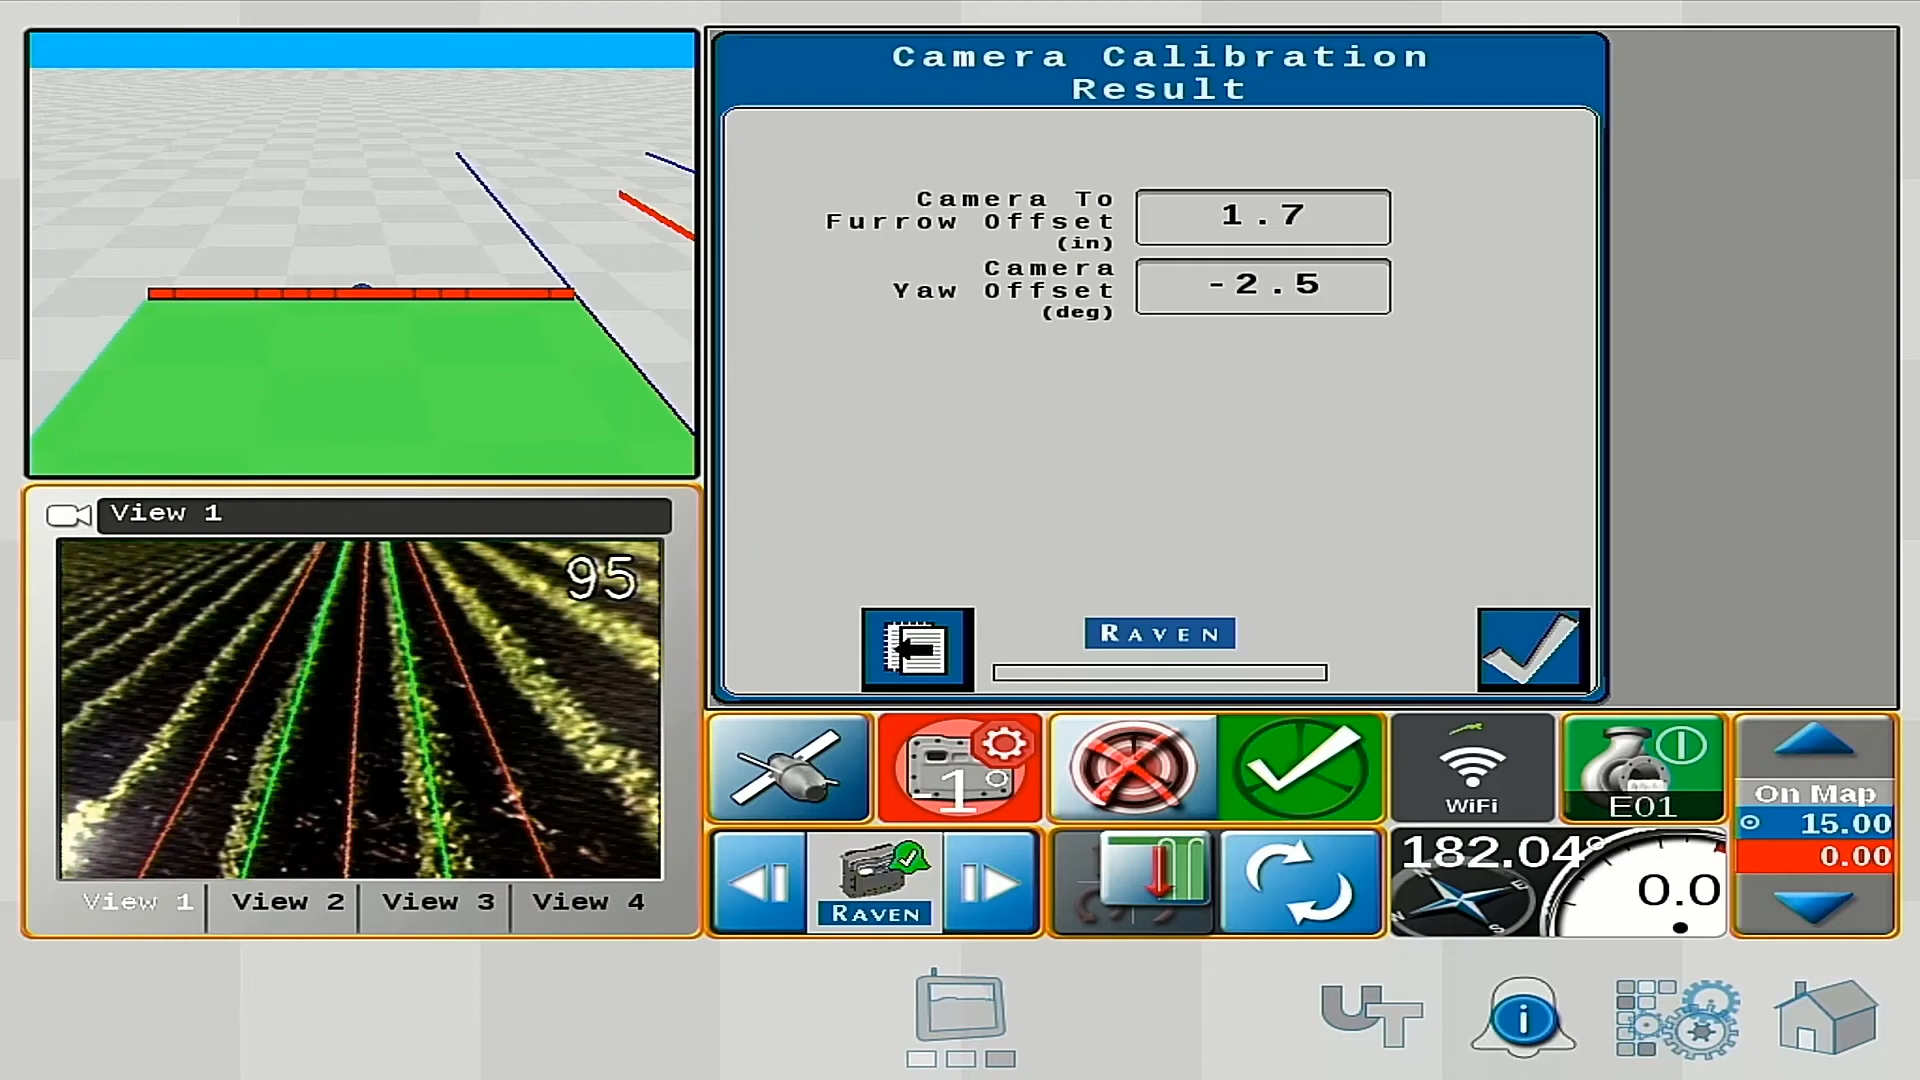 Camera Calibration
Result
Camera To
Furrow Offset
(in)
1.7
Camera
Yaw Offset
(deg)
-2.5
RAVEN
View 1
95
View 1
View 2
View 3
View 4
-1°
WiFi
E01
On Map
15.00
0.00
RAVEN
182.04°
N
E
S
0.0
UT
i